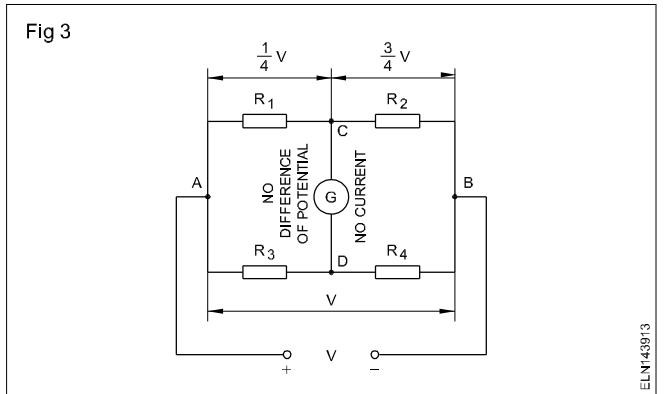 Fig 3
1/4 V
3/4 V
R1
R2
C
A
NO
DIFFERENCE
OF POTENTIAL
G
NO CURRENT
B
R3
D
R4
V
+ V −
ELN143913